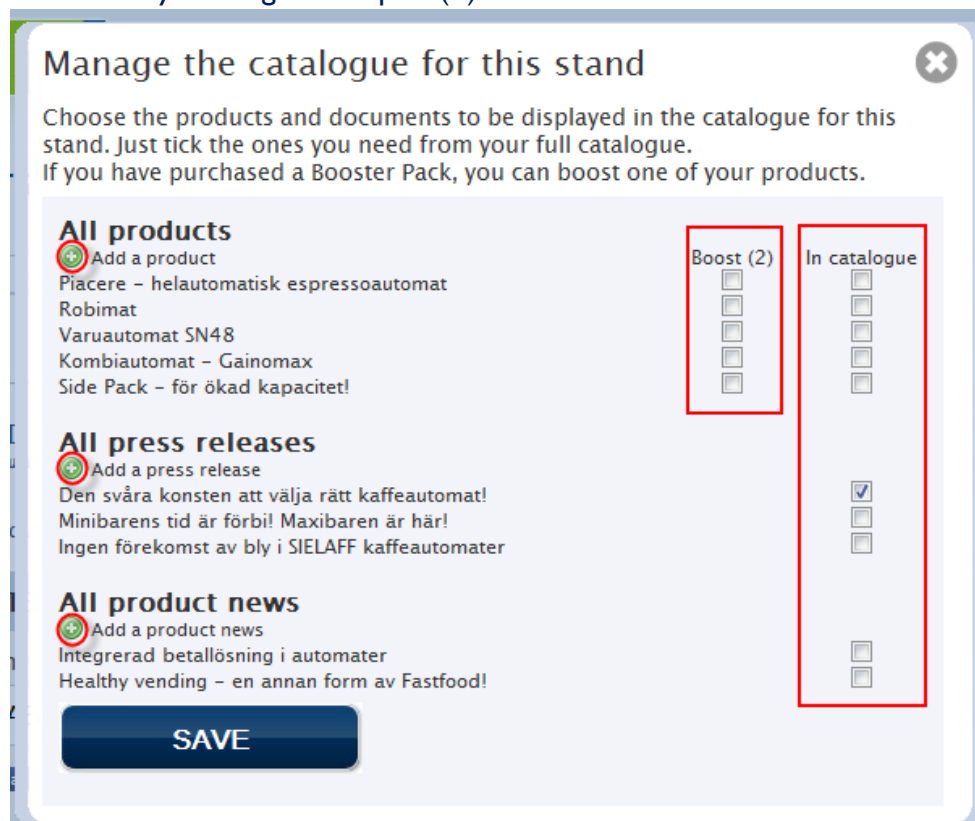 Manage the catalogue for this stand
Choose the products and documents to be displayed in the catalogue for this
stand. Just tick the ones you need from your full catalogue.
If you have purchased a Booster Pack, you can boost one of your products.
All products
Add a product
Boost (2) In catalogue
Piacere – helautomatisk espressoautomat
Robimat
Varuautomat SN48
Kombiautomat – Gainomax
Side Pack – för ökad kapacitet!
All press releases
Add a press release
Den svåra konsten att välja rätt kaffeautomat!
Minibarens tid är förbi! Maxibaren är här!
Ingen förekomst av bly i SIELAFF kaffeautomater
All product news
Add a product news
Integrerad betallösning i automater
Healthy vending – en annan form av Fastfood!
SAVE